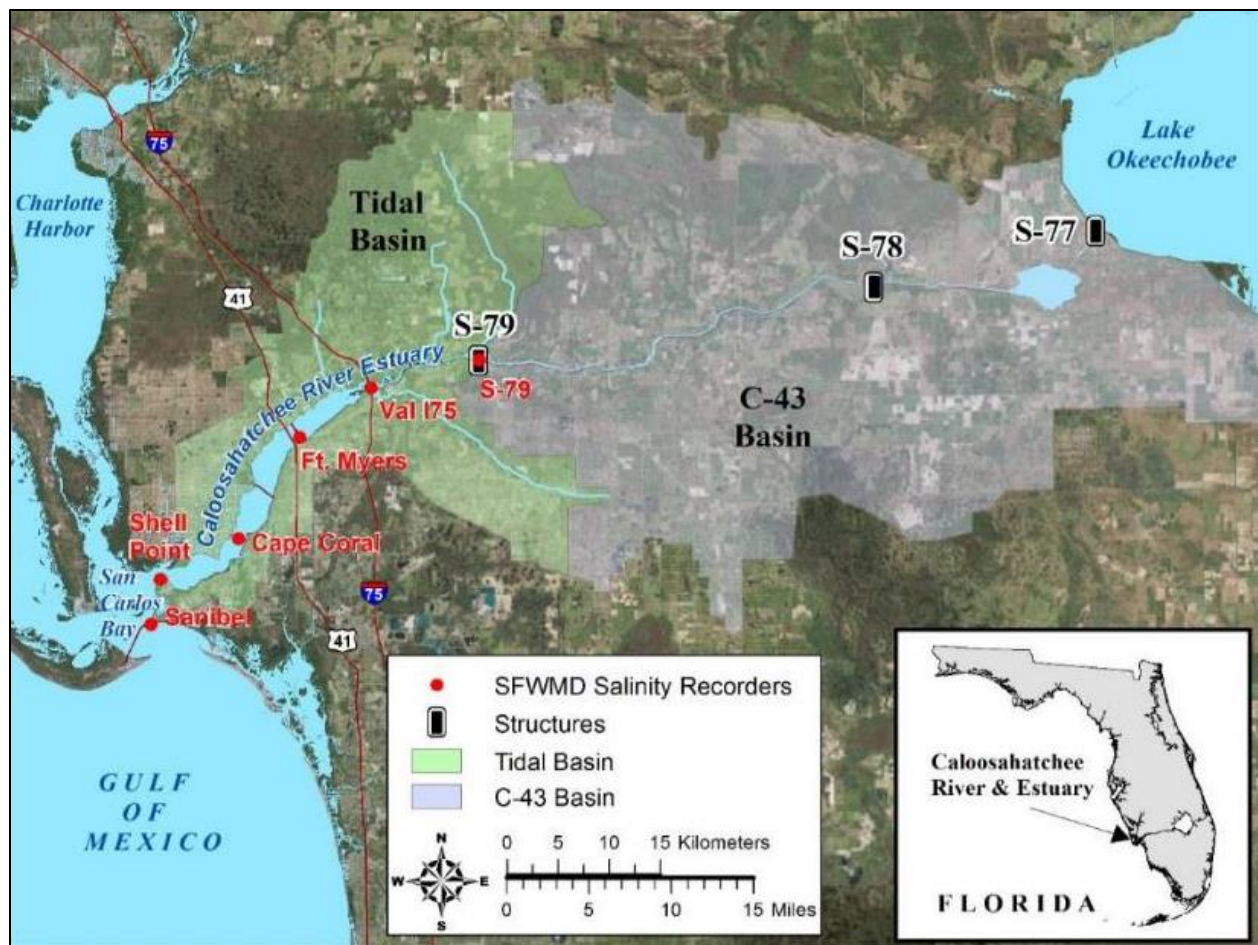 75
Lake
Okeechobee
Charlotte
Harbor
Tidal
Basin
S-77
S-78
41
S-79
S-79
Caloosahatchee River Estuary
Val I75
C-43
Basin
Ft. Myers
Shell
Point
Cape Coral
San
Carlos
Bay
Sanibel
75
41
GULF
OF
MEXICO
SFWMD Salinity Recorders
Structures
Tidal Basin
C-43 Basin
N
W E
S
0 5 10 15 Kilometers
0 5 10 15 Miles
Caloosahatchee
River & Estuary
FLORIDA